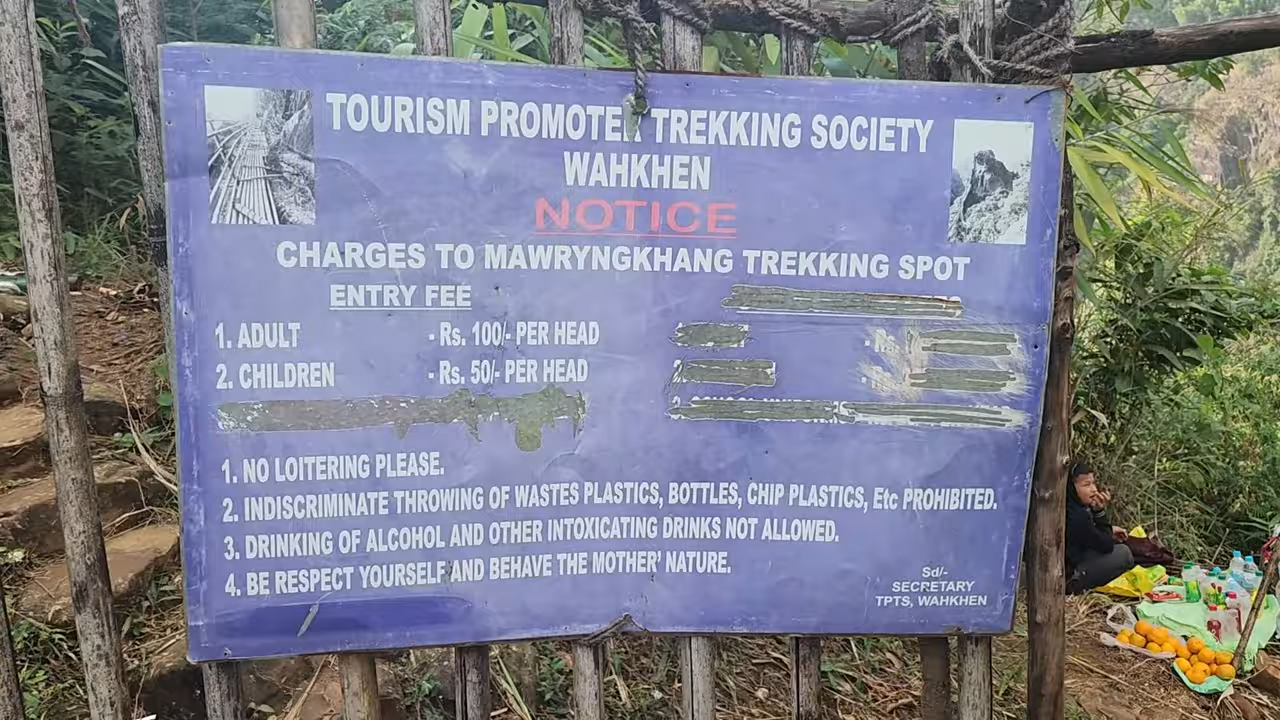 TOURISM PROMOTER TREKKING SOCIETY
WAHKHEN
NOTICE
CHARGES TO MAWRYNGKHANG TREKKING SPOT
ENTRY FEE
1. ADULT - Rs. 100/- PER HEAD
2. CHILDREN - Rs. 50/- PER HEAD
1. NO LOITERING PLEASE.
2. INDISCRIMINATE THROWING OF WASTES PLASTICS, BOTTLES, CHIP PLASTICS, Etc PROHIBITED.
3. DRINKING OF ALCOHOL AND OTHER INTOXICATING DRINKS NOT ALLOWED.
4. BE RESPECT YOURSELF AND BEHAVE THE MOTHER' NATURE.
Sd/-
SECRETARY
TPTS, WAHKHEN